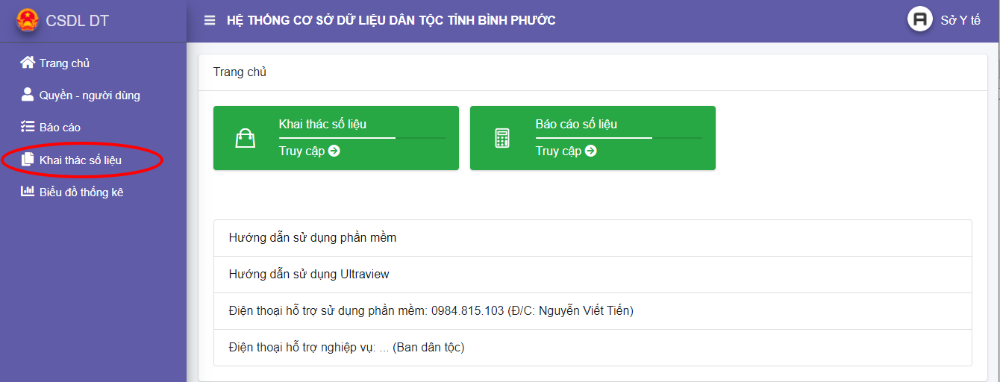 CSDL DT
HỆ THỐNG CƠ SỞ DỮ LIỆU DÂN TỘC TỈNH BÌNH PHƯỚC
Sở Y tế
Trang chủ
Quyền - người dùng
Báo cáo
Khai thác số liệu
Biểu đồ thống kê
Trang chủ
Khai thác số liệu
Truy cập
Báo cáo số liệu
Truy cập
Hướng dẫn sử dụng phần mềm
Hướng dẫn sử dụng Ultraview
Điện thoại hỗ trợ sử dụng phần mềm: 0984.815.103 (Đ/C: Nguyễn Viết Tiến)
Điện thoại hỗ trợ nghiệp vụ: ... (Ban dân tộc)